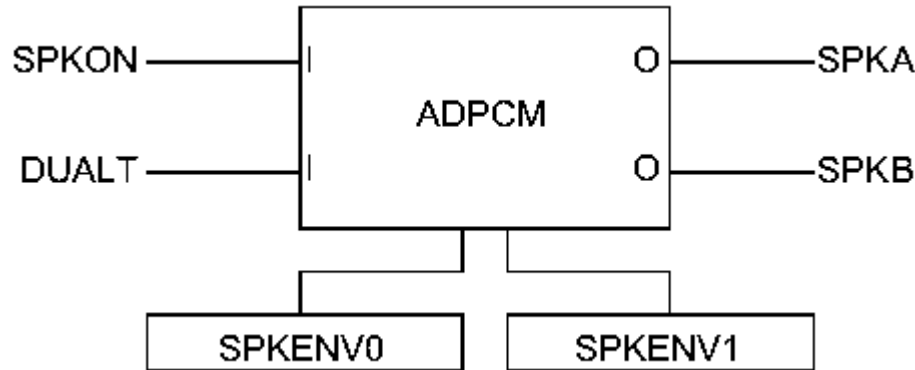 SPKON I O SPKA
ADPCM
DUALT I O SPKB
SPKENV0 SPKENV1